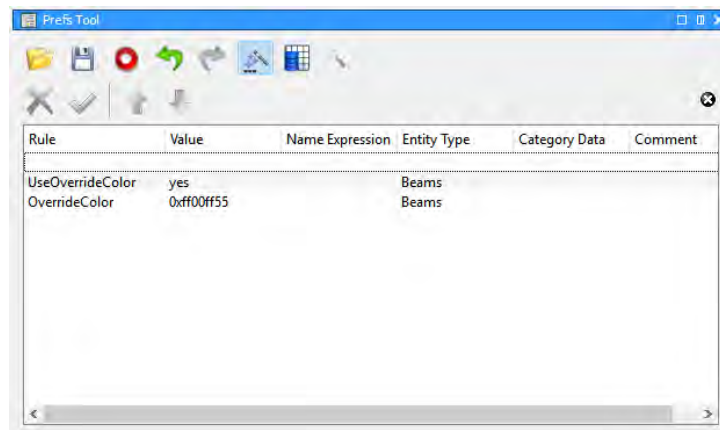 Prefs Tool
Rule Value Name Expression Entity Type Category Data Comment
UseOverrideColor yes Beams
OverrideColor 0xff00ff55 Beams